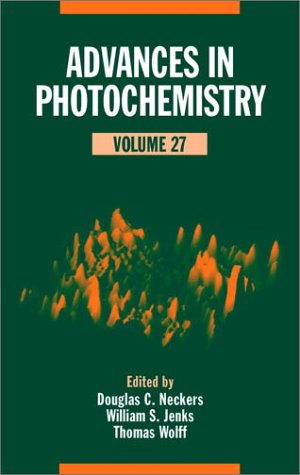 ADVANCES IN
PHOTOCHEMISTRY
VOLUME 27
Edited by
Douglas C. Neckers
William S. Jenks
Thomas Wolff